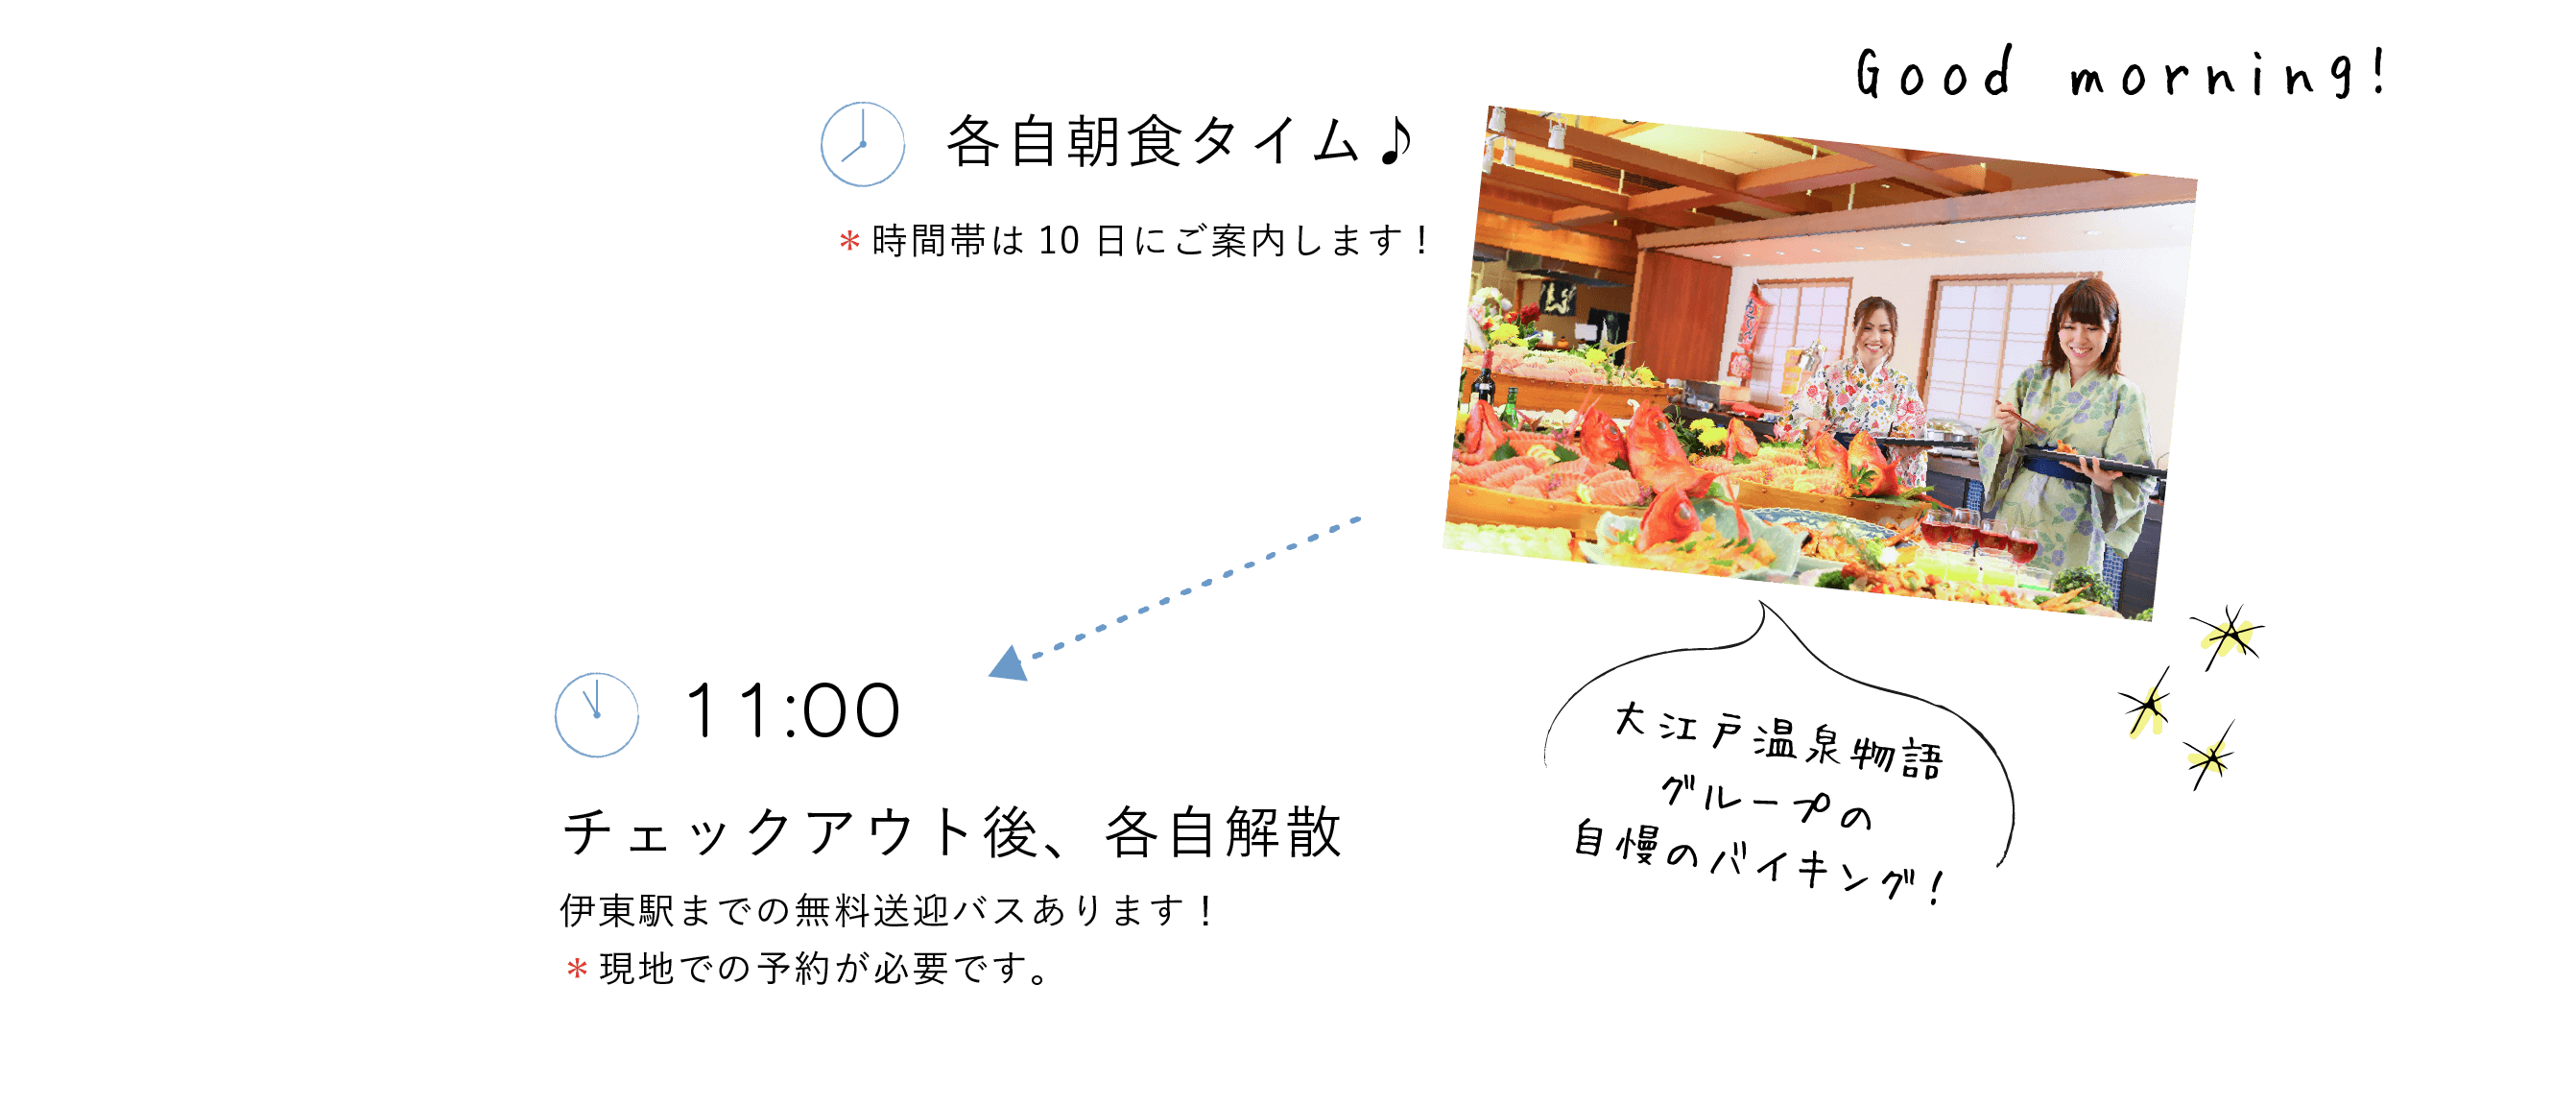 Good morning!
各自朝食タイム♪
＊時間帯は 10 日にご案内します！
11:00
チェックアウト後、各自解散
伊東駅までの無料送迎バスあります！
＊現地での予約が必要です。
大江戸温泉物語
グループの
自慢のバイキング！